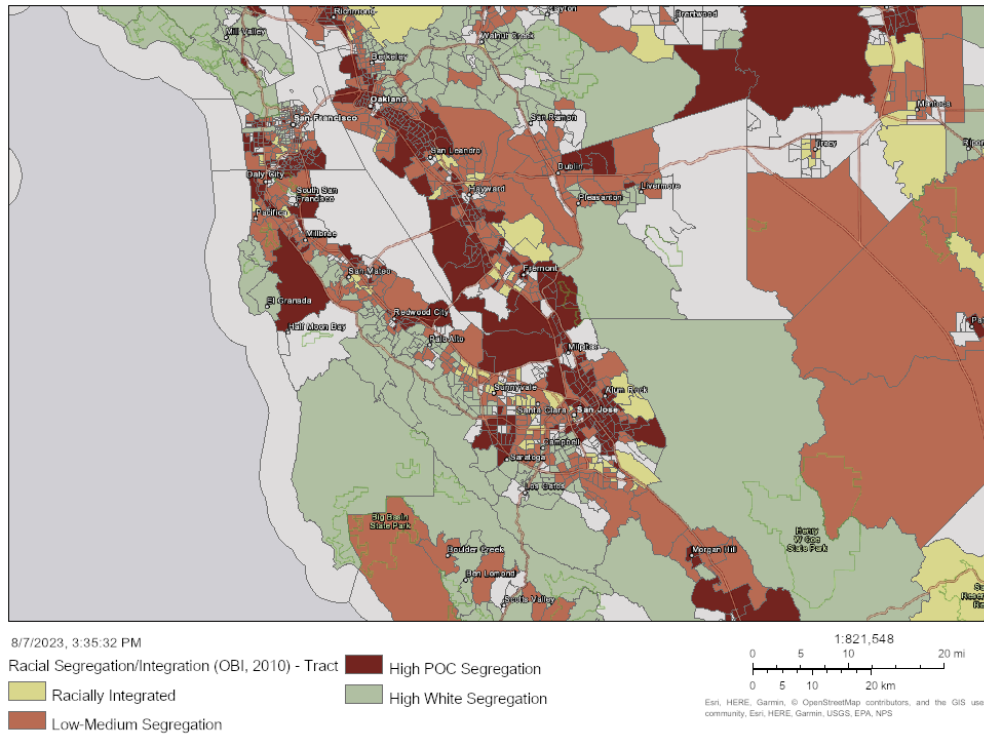 Richmond
Brentwood
Mill Valley
Walnut Creek
Berkeley
Oakland
Manteca
San Francisco
San Ramon
Tracy
Ripon
San Leandro
Daly City
Dublin
Hayward
Livermore
South San
Francisco
Pleasanton
Pacifica
Millbrae
Fremont
San Mateo
El Granada
Redwood City
Half Moon Bay
Palo Alto
Milpitas
Sunnyvale
Alum Rock
Santa Clara
San Jose
Campbell
Saratoga
Los Gatos
Big Basin
State Park
Henry
W Coe
State Park
Boulder Creek
Morgan Hill
Ben Lomond
Scotts Valley
8/7/2023, 3:35:32 PM
Racial Segregation/Integration (OBI, 2010) - Tract
Racially Integrated
Low-Medium Segregation
High POC Segregation
High White Segregation
1:821,548
0 5 10 20 mi
0 5 10 20 km
Esri, HERE, Garmin, © OpenStreetMap contributors, and the GIS use
community, Esri, HERE, Garmin, USGS, EPA, NPS